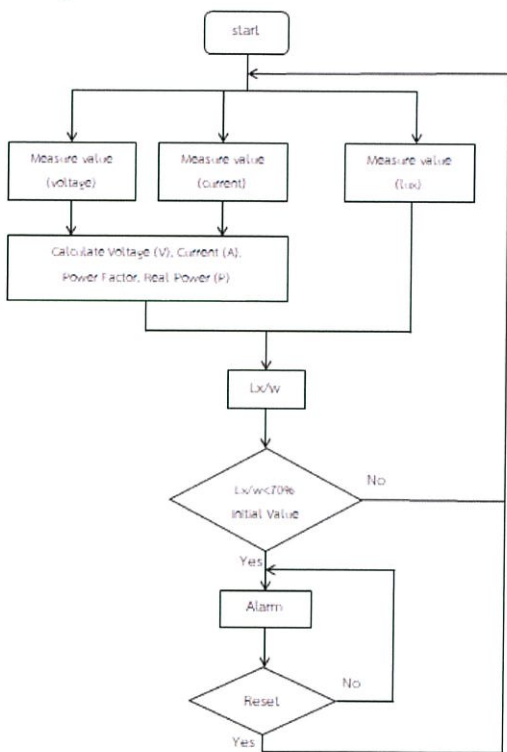 start
Measure value
(voltage)
Measure value
(current)
Measure value
(lux)
Calculate Voltage (V), Current (A),
Power Factor, Real Power (P)
Lx/w
Lx/w<70%
Initial Value
No
Yes
Alarm
Reset
No
Yes